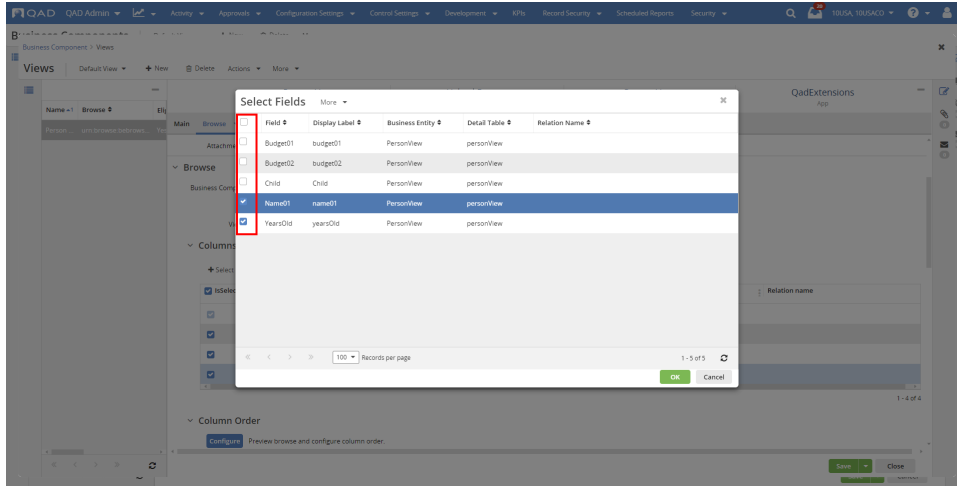 QAD QAD Admin Activity Approvals Configuration Settings Control Settings Development KPIs Record Security Scheduled Reports Security 10USA, 10USACO
Business Components
Business Component / Views
Views Default View + New Delete Actions More
QadExtensions
App
Name Browse
Main Browse
Select Fields More
Field Display Label Business Entity Detail Table Relation Name
Budget01 budget01 PersonView personView
Budget02 budget02 PersonView personView
Child Child PersonView personView
Name01 name01 PersonView personView
YearsOld yearsOld PersonView personView
Browse
Columns
Relation name
100 Records per page 1 - 5 of 5
OK Cancel
1 - 4 of 4
Column Order
Configure Preview browse and configure column order.
Save Close